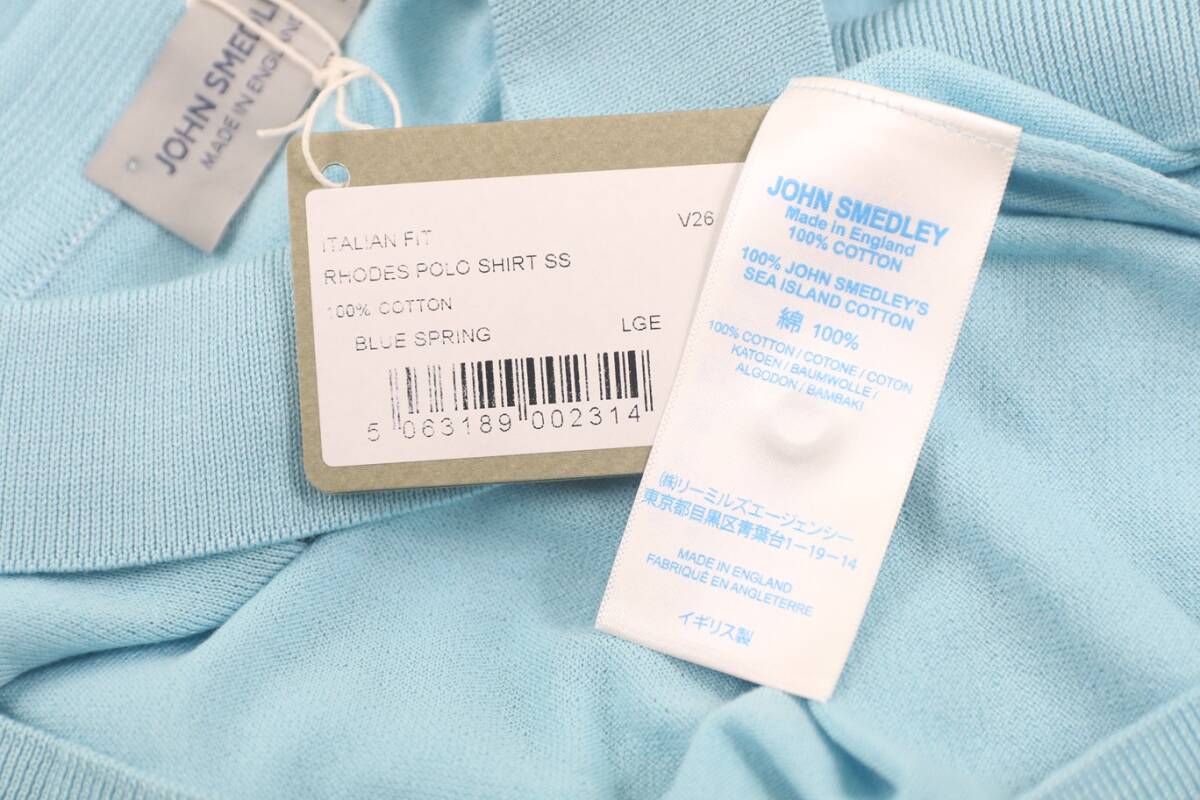 JOHN SMEDL
MADE IN ENGLAND
ITALIAN FIT
V26
RHODES POLO SHIRT SS
100% COTTON
BLUE SPRING
LGE
5 063189 002314
JOHN SMEDLEY
Made in England
100% COTTON
100% JOHN SMEDLEY'S
SEA ISLAND COTTON
綿 100%
100% COTTON / COTONE / COTON
KATOEN / BAUMWOLLE /
ALGODON / BAMBAKI
(株)リーミルズエージェンシー
東京都目黒区青葉台1-19-14
MADE IN ENGLAND
FABRIQUÉ EN ANGLETERRE
イギリス製